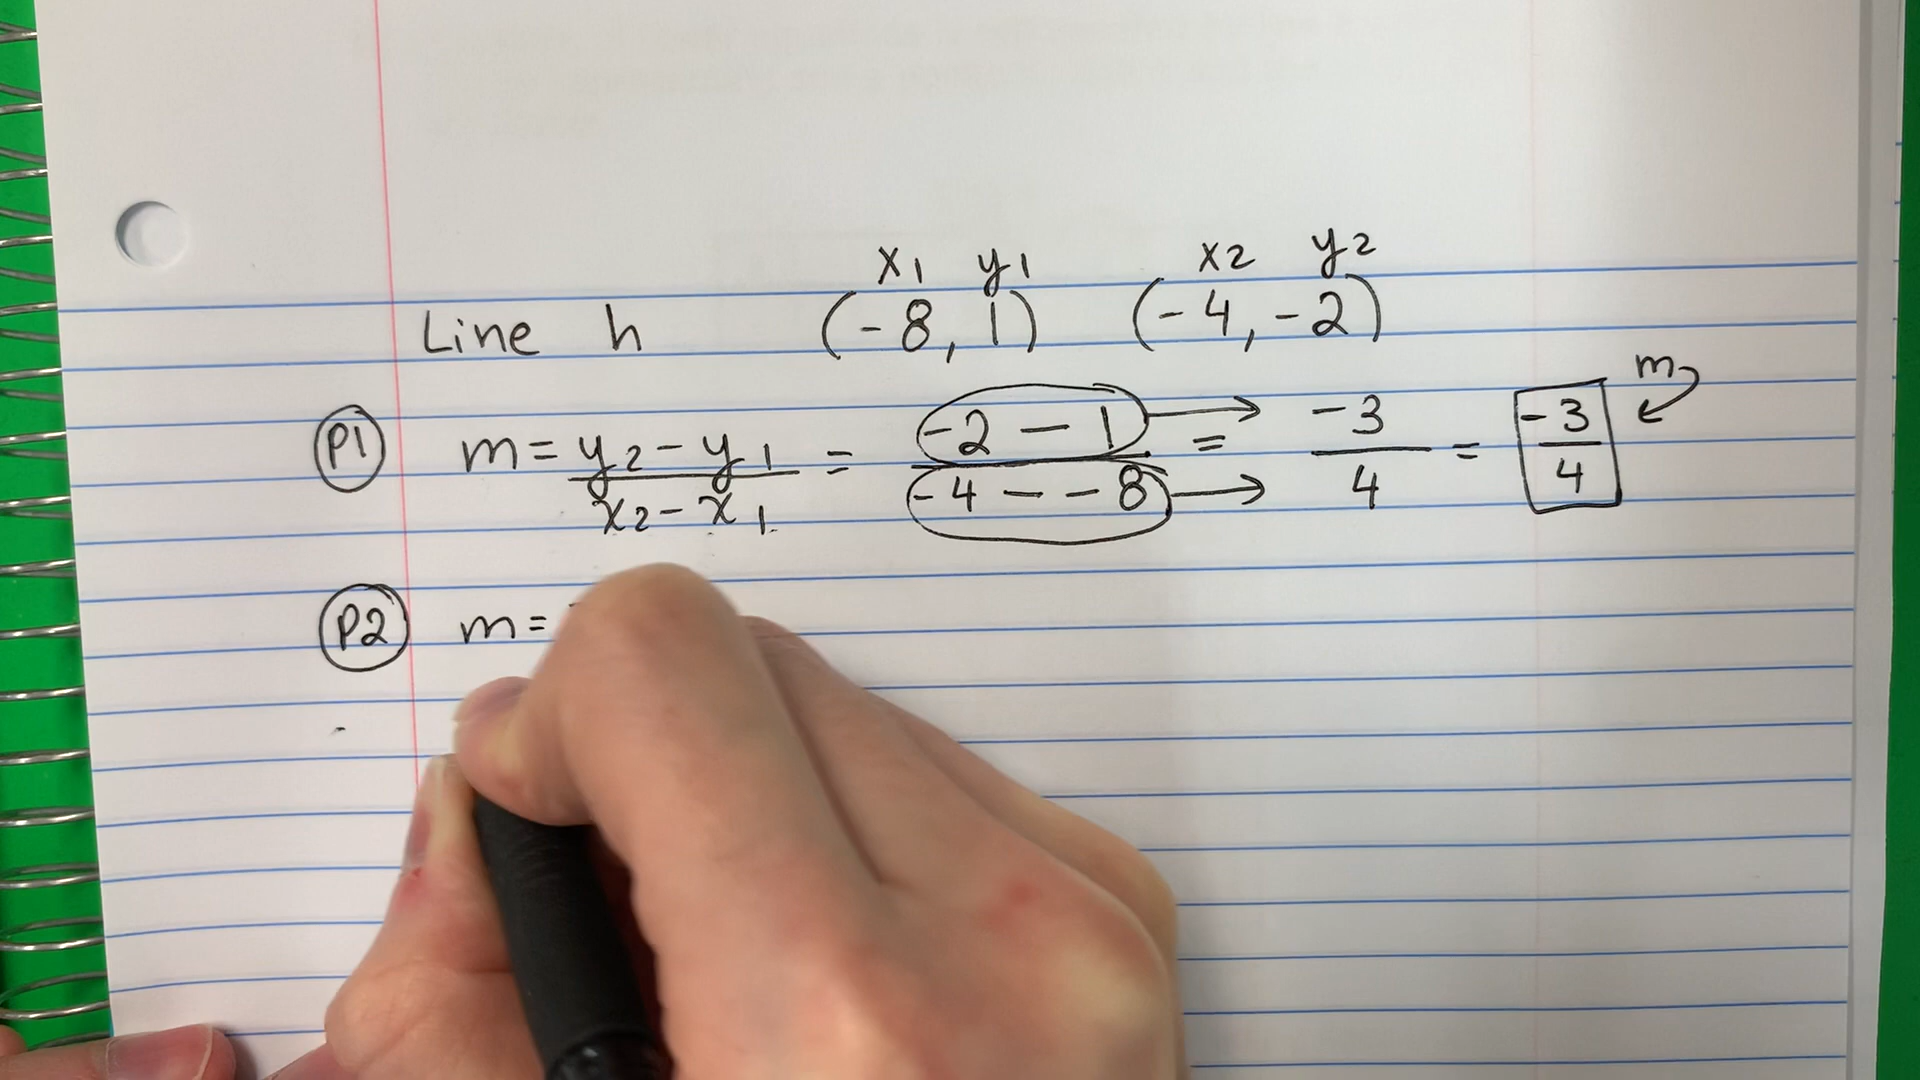 x1 y1 x2 y2
Line h (-8, 1) (-4, -2)
m
P1 m = y2 - y1 / x2 - x1 = -2 - 1 / -4 - - 8 = -3 / 4 = -3 / 4
P2 m =